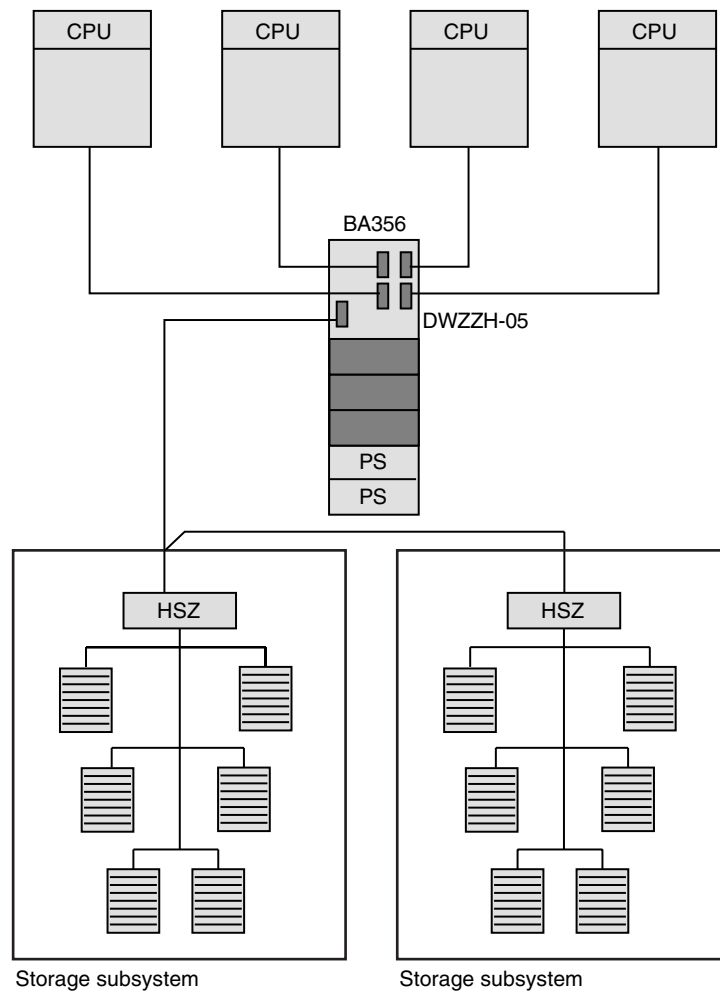 CPU
CPU
CPU
CPU
BA356
DWZZH-05
PS
PS
HSZ
HSZ
Storage subsystem
Storage subsystem